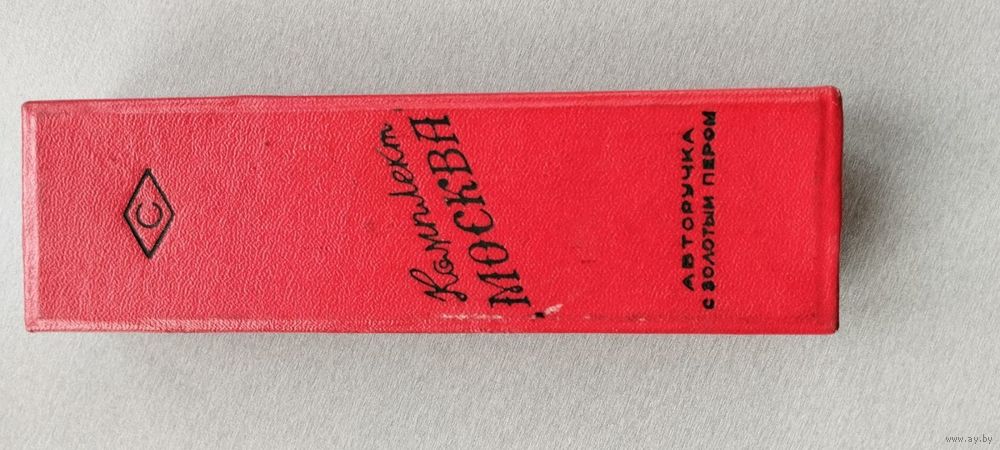 С
Комплект
МОСКВА
АВТОРУЧКА
С ЗОЛОТЫМ ПЕРОМ
www.ay.by